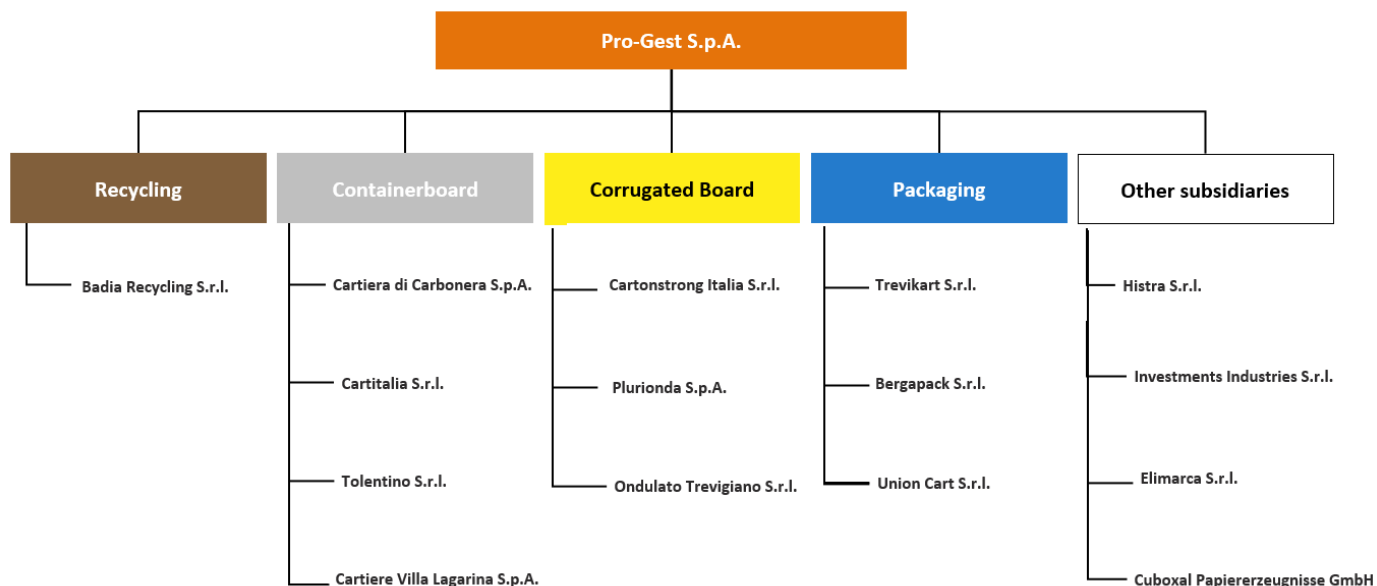 Pro-Gest S.p.A.
Recycling
Containerboard
Corrugated Board
Packaging
Other subsidiaries
Badia Recycling S.r.l.
Cartiera di Carbonera S.p.A.
Cartitalia S.r.l.
Tolentino S.r.l.
Cartiere Villa Lagarina S.p.A.
Cartonstrong Italia S.r.l.
Plurionda S.p.A.
Ondulato Trevigiano S.r.l.
Trevikart S.r.l.
Bergapack S.r.l.
Union Cart S.r.l.
Histra S.r.l.
Investments Industries S.r.l.
Elimarca S.r.l.
Cuboxal Papiererzeugnisse GmbH